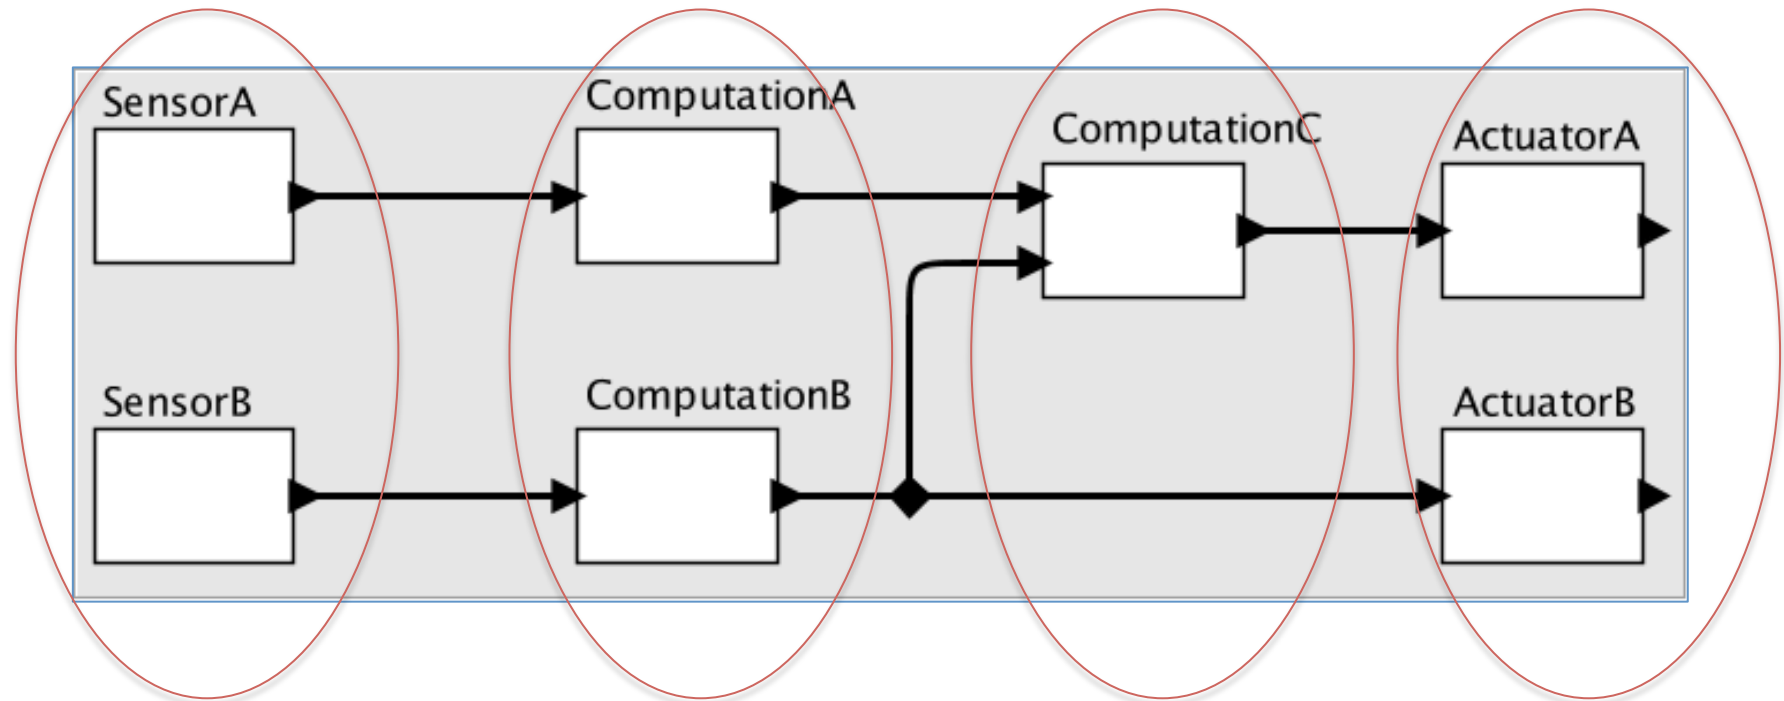 SensorA
ComputationA
ComputationC
ActuatorA
SensorB
ComputationB
ActuatorB